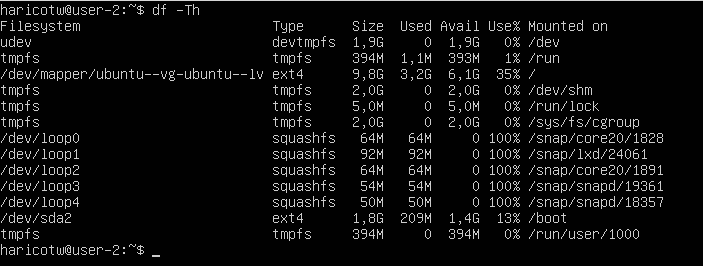 haricotw@user-2:~$ df -Th
Filesystem                        Type      Size  Used Avail Use% Mounted on
udev                              devtmpfs  1,9G     0  1,9G   0% /dev
tmpfs                             tmpfs     394M  1,1M  393M   1% /run
/dev/mapper/ubuntu--vg-ubuntu--lv ext4      9,8G  3,2G  6,1G  35% /
tmpfs                             tmpfs     2,0G     0  2,0G   0% /dev/shm
tmpfs                             tmpfs     5,0M     0  5,0M   0% /run/lock
tmpfs                             tmpfs     2,0G     0  2,0G   0% /sys/fs/cgroup
/dev/loop0                        squashfs   64M   64M     0 100% /snap/core20/1828
/dev/loop1                        squashfs   92M   92M     0 100% /snap/lxd/24061
/dev/loop2                        squashfs   64M   64M     0 100% /snap/core20/1891
/dev/loop3                        squashfs   54M   54M     0 100% /snap/snapd/19361
/dev/loop4                        squashfs   50M   50M     0 100% /snap/snapd/18357
/dev/sda2                         ext4      1,8G  209M  1,4G  13% /boot
tmpfs                             tmpfs     394M     0  394M   0% /run/user/1000
haricotw@user-2:~$ _